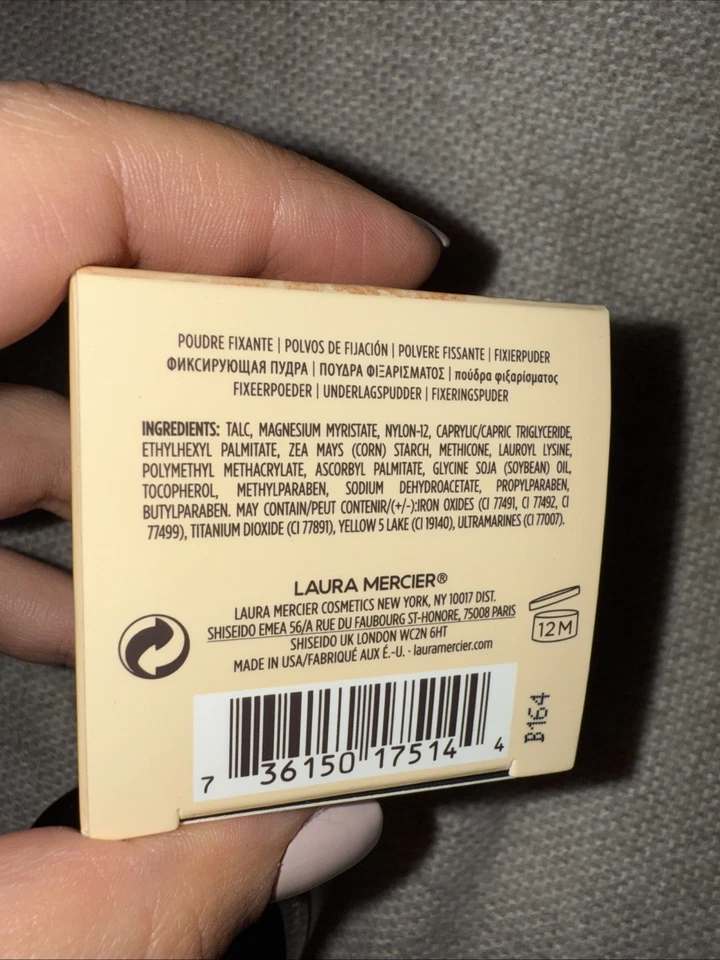 POUDRE FIXANTE | POLVOS DE FIJACIÓN | POLVERE FISSANTE | FIXIERPUDER
ФИКСИРУЮЩАЯ ПУДРА | ΠΟΥΔΡΑ ΦΙΞΑΡΙΣΜΑΤΟΣ | πούδρα φιξαρίσματος
FIXEERPOEDER | UNDERLAGSPUDDER | FIXERINGSPUDER
INGREDIENTS: TALC, MAGNESIUM MYRISTATE, NYLON-12, CAPRYLIC/CAPRIC TRIGLYCERIDE,
ETHYLHEXYL PALMITATE, ZEA MAYS (CORN) STARCH, METHICONE, LAUROYL LYSINE,
POLYMETHYL METHACRYLATE, ASCORBYL PALMITATE, GLYCINE SOJA (SOYBEAN) OIL,
TOCOPHEROL, METHYLPARABEN, SODIUM DEHYDROACETATE, PROPYLPARABEN,
BUTYLPARABEN. MAY CONTAIN/PEUT CONTENIR/(+/-):IRON OXIDES (CI 77491, CI 77492, CI
77499), TITANIUM DIOXIDE (CI 77891), YELLOW 5 LAKE (CI 19140), ULTRAMARINES (CI 77007).
LAURA MERCIER®
LAURA MERCIER COSMETICS NEW YORK, NY 10017 DIST.
SHISEIDO EMEA 56/A RUE DU FAUBOURG ST-HONORE, 75008 PARIS
SHISEIDO UK LONDON WC2N 6HT
MADE IN USA/FABRIQUÉ AUX É.-U. · lauramercier.com
12M
B164
7 36150 17514 4